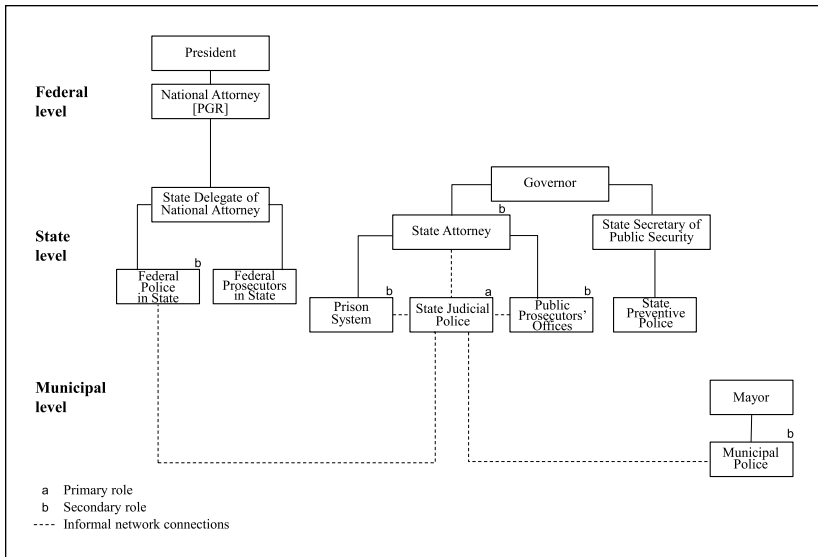 President
Federal
level
National Attorney
[PGR]
State Delegate of
National Attorney
Governor
b
State Attorney
State Secretary of
Public Security
State
level
b
Federal
Police
in State
Federal
Prosecutors
in State
b
Prison
System
a
State Judicial
Police
b
Public
Prosecutors’
Offices
State
Preventive
Police
Municipal
level
Mayor
b
Municipal
Police
a Primary role
b Secondary role
---- Informal network connections